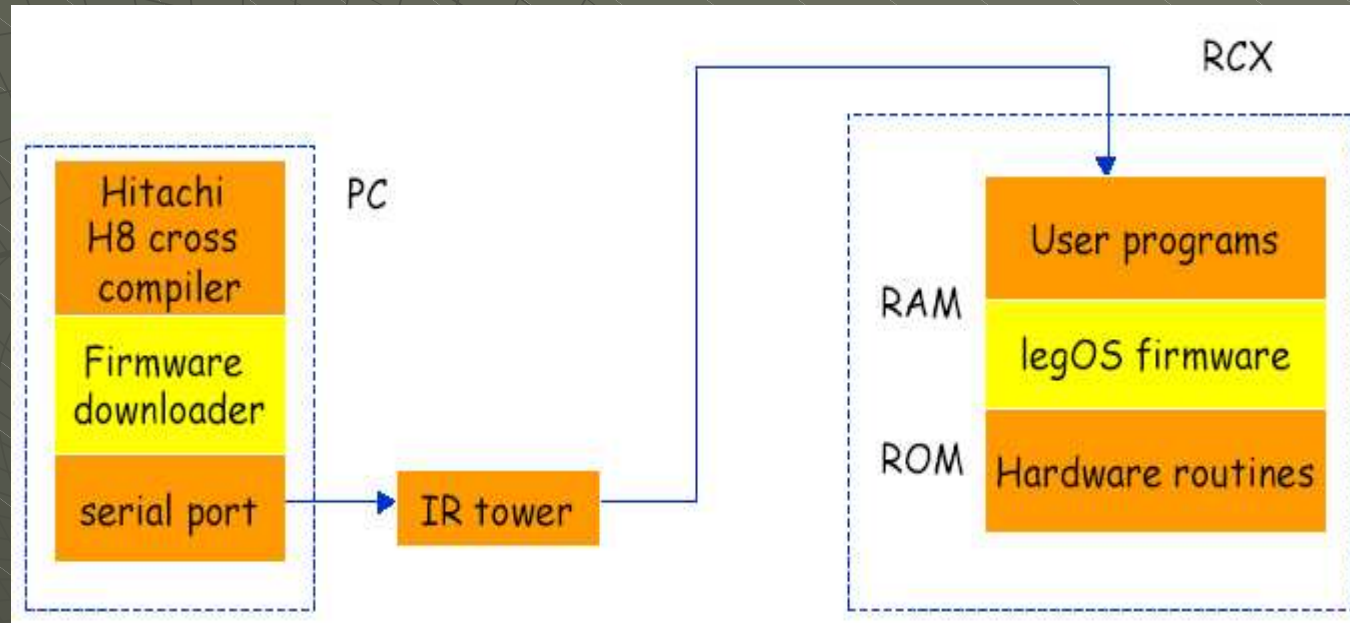 Hitachi
H8 cross
compiler
Firmware
downloader
serial port
PC
IR tower
RCX
User programs
RAM
legOS firmware
ROM
Hardware routines